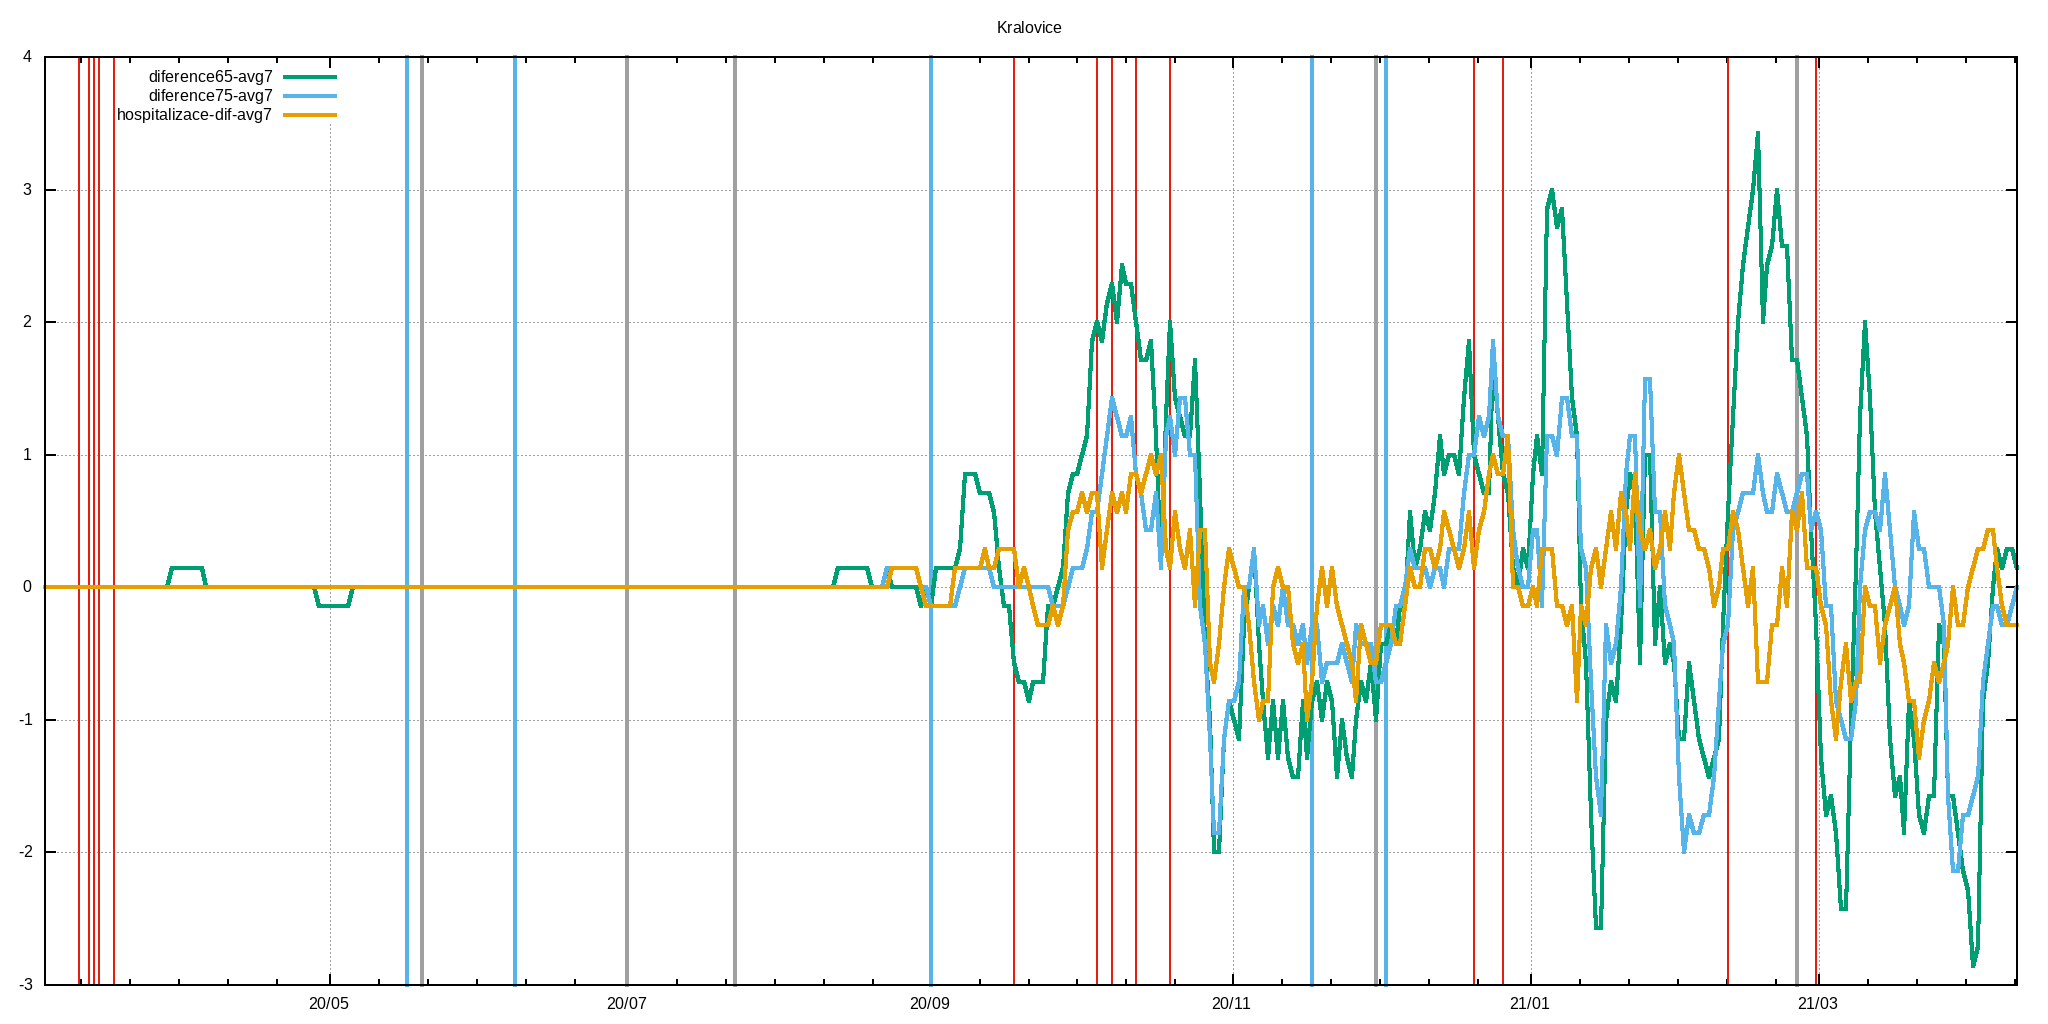 Kralovice
4
diference65-avg7
diference75-avg7
hospitalizace-dif-avg7
3
2
1
0
-1
-2
-3
20/05 20/07 20/09 20/11 21/01 21/03